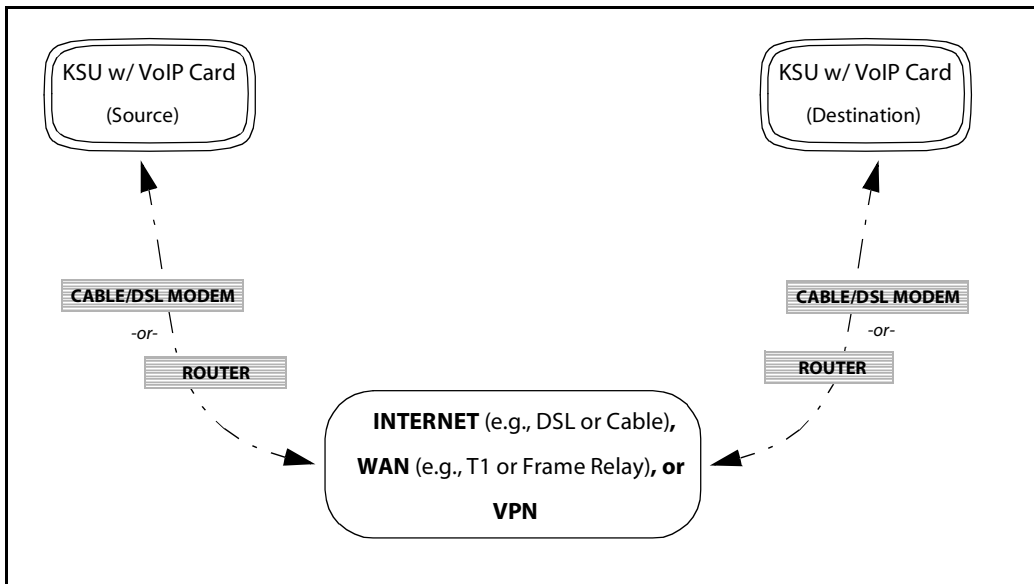 KSU w/ VoIP Card
(Source)
KSU w/ VoIP Card
(Destination)
CABLE/DSL MODEM
-or-
ROUTER
CABLE/DSL MODEM
-or-
ROUTER
INTERNET (e.g., DSL or Cable),
WAN (e.g., T1 or Frame Relay), or
VPN